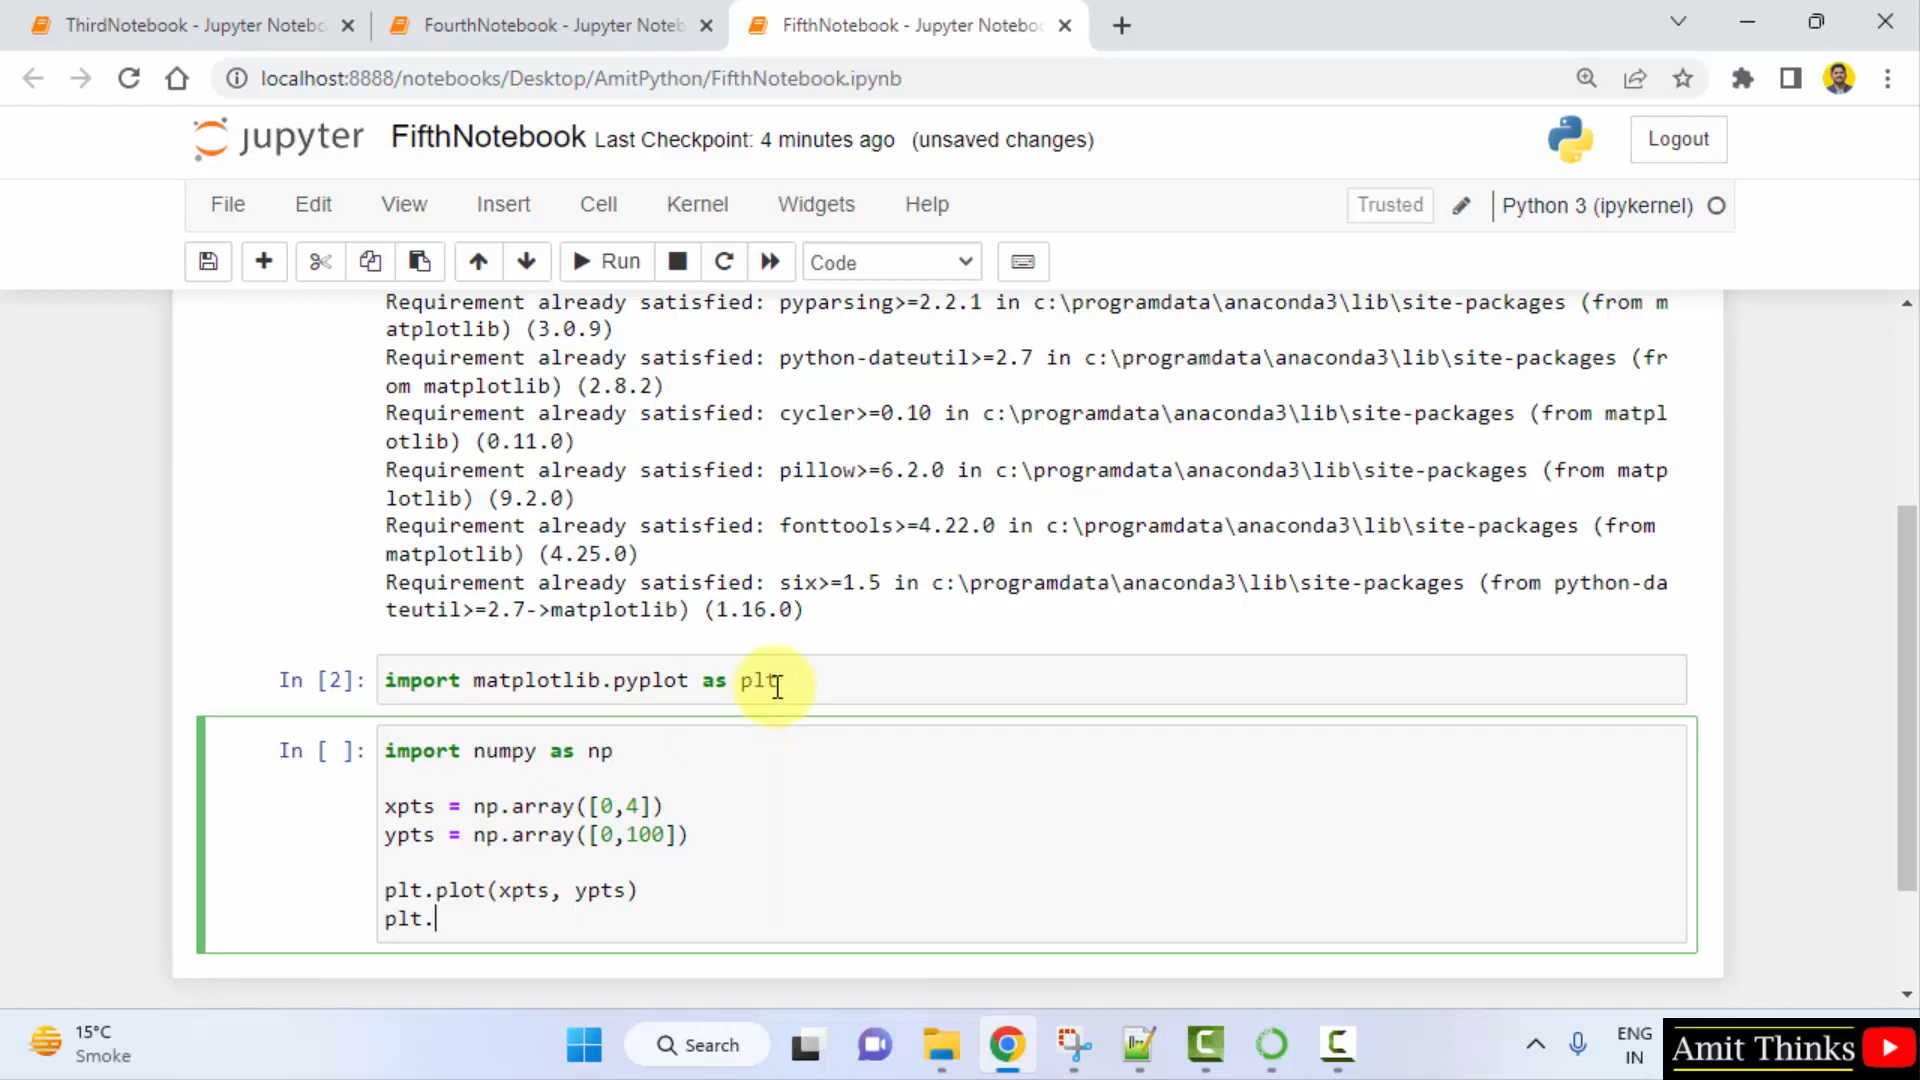 ThirdNotebook - Jupyter Notebo
FourthNotebook - Jupyter Noteb
FifthNotebook - Jupyter Noteboo
localhost:8888/notebooks/Desktop/AmitPython/FifthNotebook.ipynb
jupyter FifthNotebook Last Checkpoint: 4 minutes ago (unsaved changes)
Logout
File Edit View Insert Cell Kernel Widgets Help
Trusted
Python 3 (ipykernel)
Run
Code
Requirement already satisfied: pyparsing>=2.2.1 in c:\programdata\anaconda3\lib\site-packages (from m
atplotlib) (3.0.9)
Requirement already satisfied: python-dateutil>=2.7 in c:\programdata\anaconda3\lib\site-packages (fr
om matplotlib) (2.8.2)
Requirement already satisfied: cycler>=0.10 in c:\programdata\anaconda3\lib\site-packages (from matpl
otlib) (0.11.0)
Requirement already satisfied: pillow>=6.2.0 in c:\programdata\anaconda3\lib\site-packages (from matp
lotlib) (9.2.0)
Requirement already satisfied: fonttools>=4.22.0 in c:\programdata\anaconda3\lib\site-packages (from
matplotlib) (4.25.0)
Requirement already satisfied: six>=1.5 in c:\programdata\anaconda3\lib\site-packages (from python-da
teutil>=2.7->matplotlib) (1.16.0)
In [2]: import matplotlib.pyplot as plt
In [ ]: import numpy as np
xpts = np.array([0,4])
ypts = np.array([0,100])
plt.plot(xpts, ypts)
plt.
15°C
Smoke
Search
ENG
IN
Amit Thinks